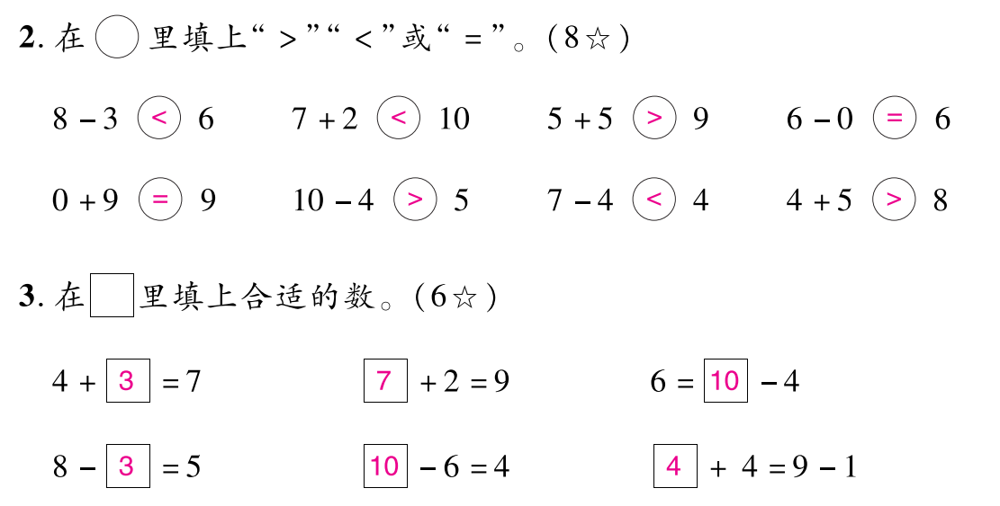 2. 在○里填上“>”“<”或“=”。(8☆)
8-3 < 6 7+2 < 10 5+5 > 9 6-0 = 6
0+9 = 9 10-4 > 5 7-4 < 4 4+5 > 8
3. 在□里填上合适的数。(6☆)
4+3=7 7+2=9 6=10-4
8-3=5 10-6=4 4+4=9-1